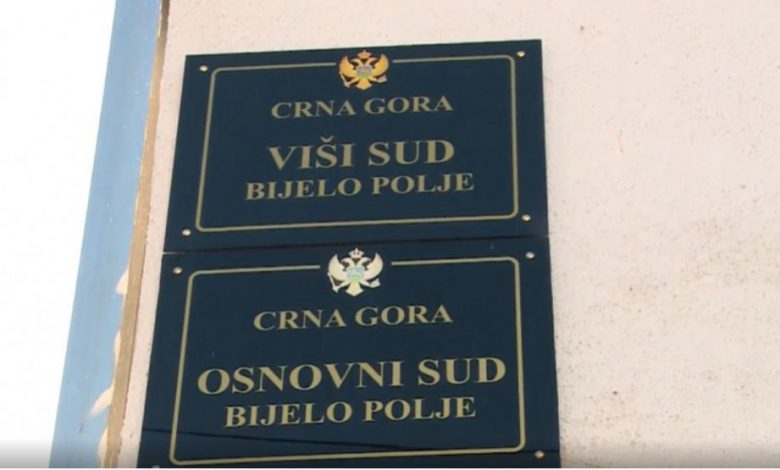 CRNA GORA
VIŠI SUD
BIJELO POLJE
CRNA GORA
OSNOVNI SUD
BIJELO POLJE